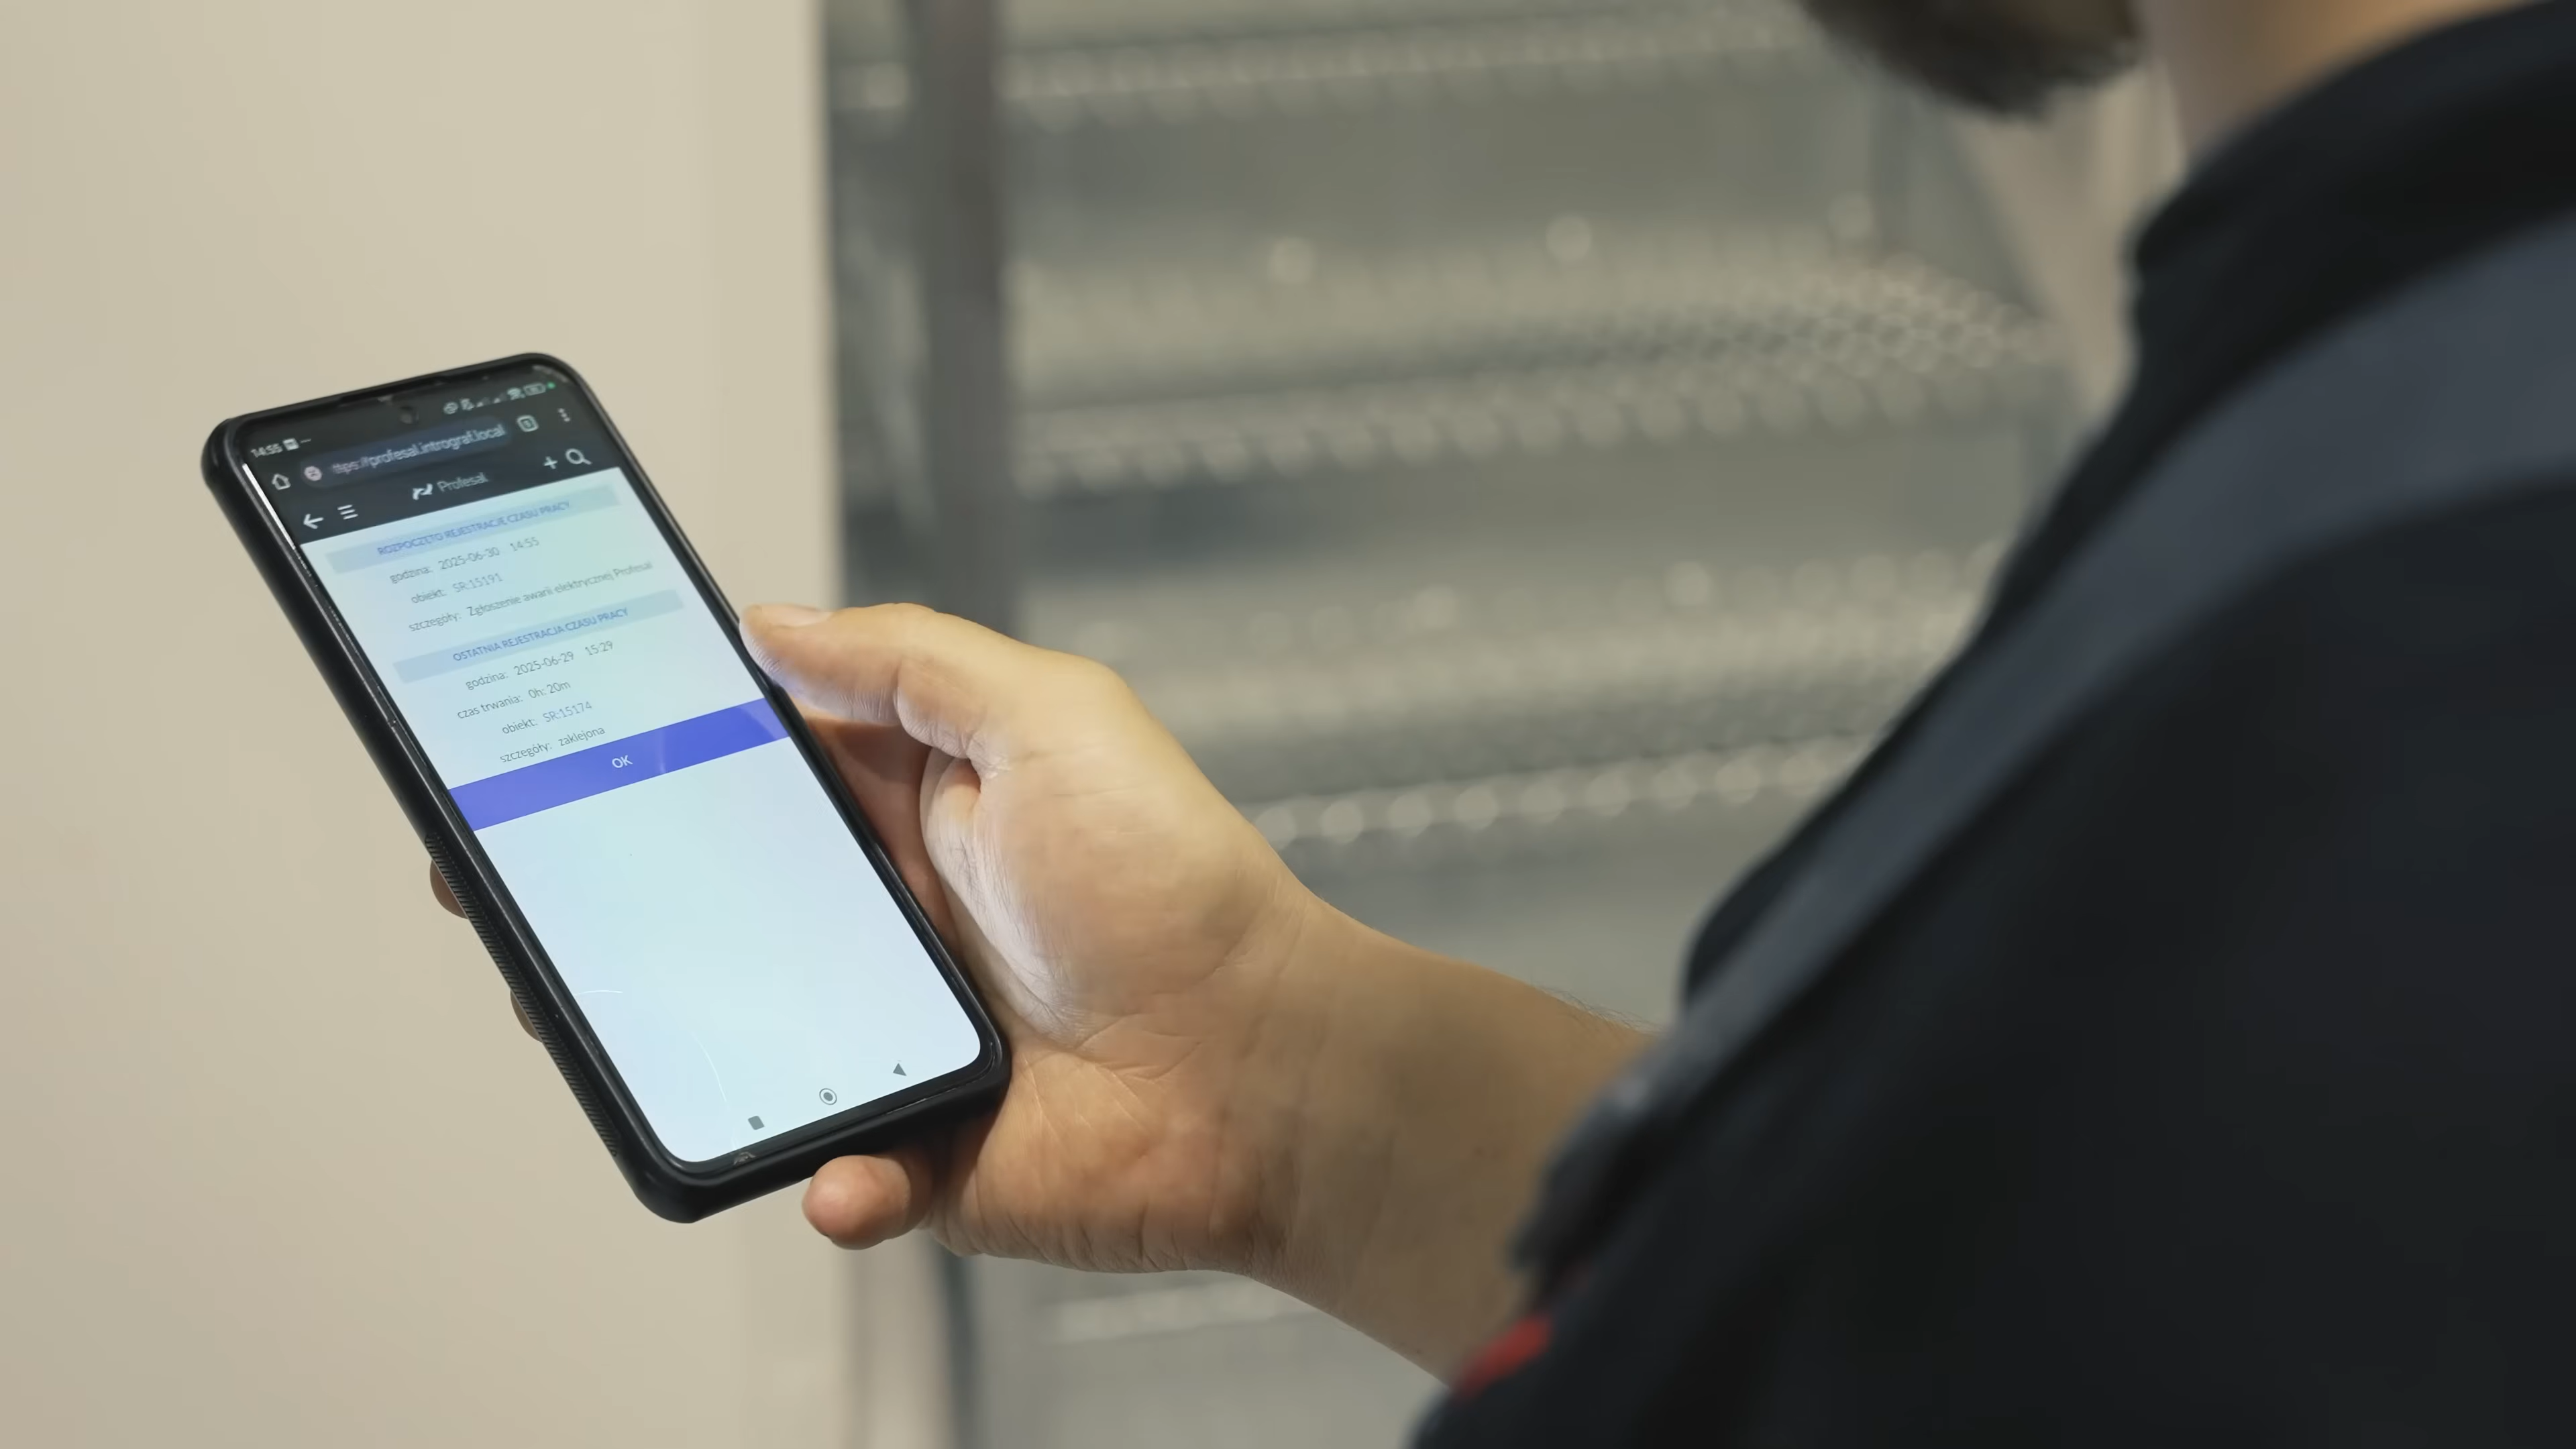 14:55
ttps://profesal.intrograf.local
Profesal
ROZPOCZĘTO REJESTRACJĘ CZASU PRACY
godzina: 2025-06-30 14:55
obiekt: SR:15191
szczegóły: Zgłoszenie awarii elektrycznej Profesal
OSTATNIA REJESTRACJA CZASU PRACY
godzina: 2025-06-29 15:29
czas trwania: 0h: 20m
obiekt: SR:15174
szczegóły: zaklejona
OK